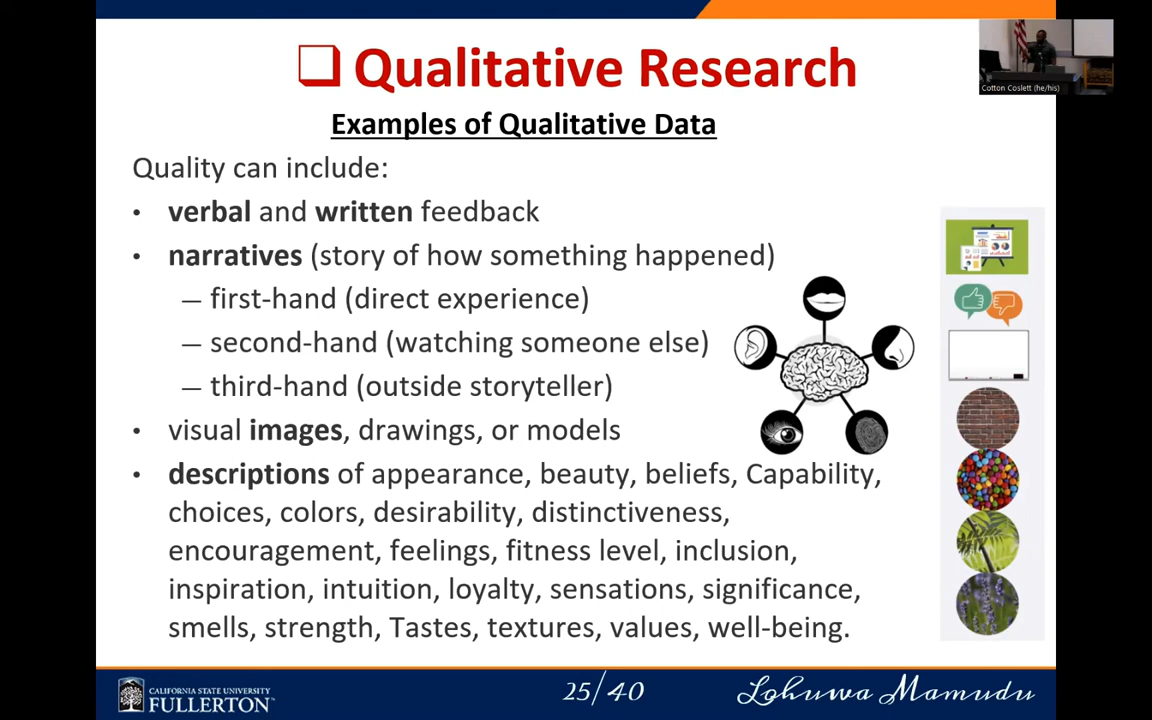 Qualitative Research
Cotton Coslett (he/his)
Examples of Qualitative Data
Quality can include:
• verbal and written feedback
• narratives (story of how something happened)
– first-hand (direct experience)
– second-hand (watching someone else)
– third-hand (outside storyteller)
• visual images, drawings, or models
• descriptions of appearance, beauty, beliefs, Capability,
choices, colors, desirability, distinctiveness,
encouragement, feelings, fitness level, inclusion,
inspiration, intuition, loyalty, sensations, significance,
smells, strength, Tastes, textures, values, well-being.
CALIFORNIA STATE UNIVERSITY
FULLERTON™
25/40
Lohuwa Mamudu